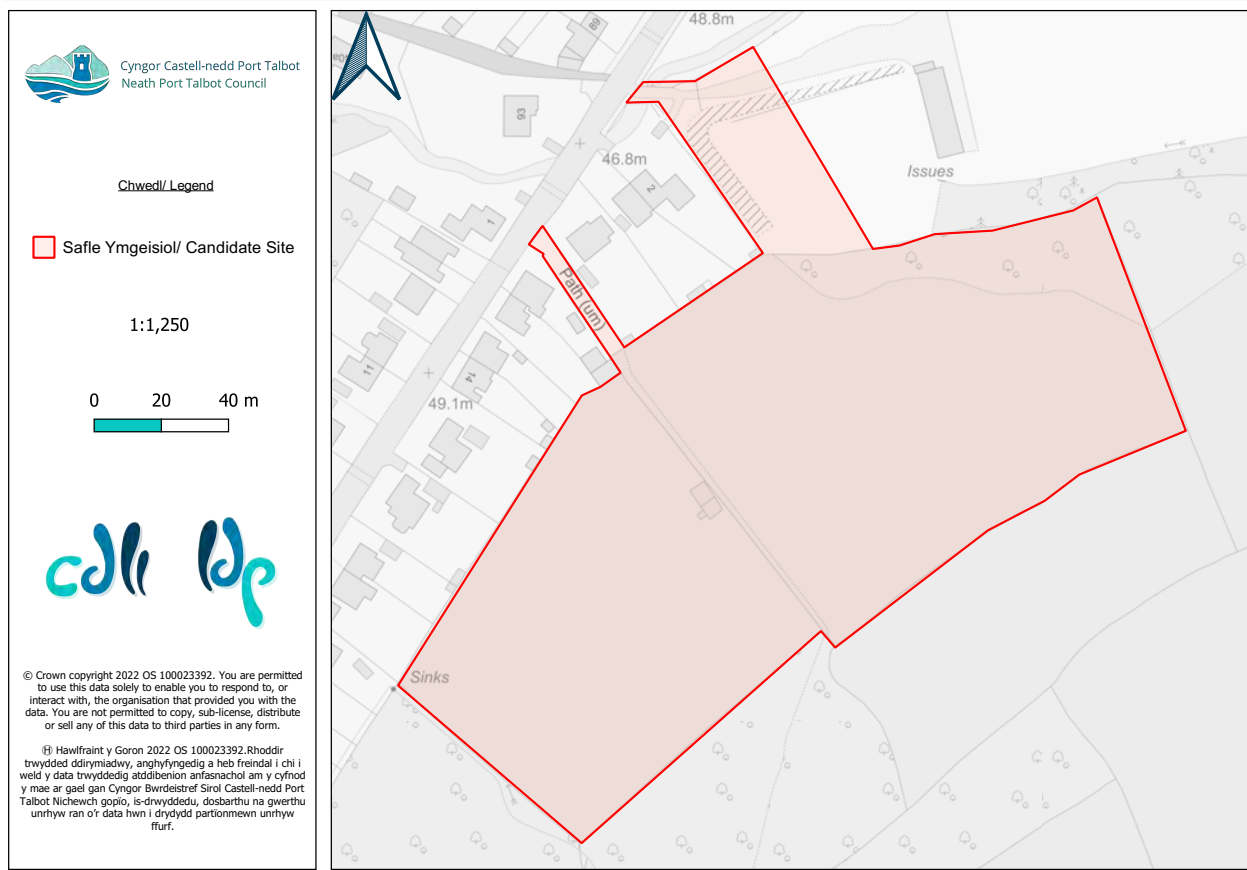 Cyngor Castell-nedd Port Talbot
Neath Port Talbot Council
Chwedl/ Legend
Safle Ymgeisiol/ Candidate Site
1:1,250
0 20 40 m
cdll ldp
© Crown copyright 2022 OS 100023392. You are permitted
to use this data solely to enable you to respond to, or
interact with, the organisation that provided you with the
data. You are not permitted to copy, sub-license, distribute
or sell any of this data to third parties in any form.
Ⓗ Hawlfraint y Goron 2022 OS 100023392.Rhoddir
trwydded ddirymiadwy, anghyfyngedig a heb freindal i chi i
weld y data trwyddedig atddibenion anfasnachol am y cyfnod
y mae ar gael gan Cyngor Bwrdeistref Sirol Castell-nedd Port
Talbot Nichewch gopïo, is-drwyddedu, dosbarthu na gwerthu
unrhyw ran o'r data hwn i drydydd partïonmewn unrhyw
ffurf.
48.8m
89
93
46.8m
Issues
2
1
Path (um)
11
14
49.1m
Sinks